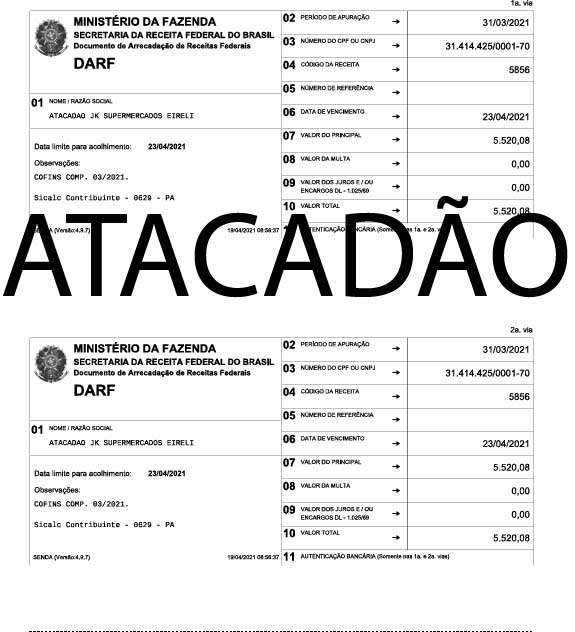 1a. via
MINISTÉRIO DA FAZENDA
SECRETARIA DA RECEITA FEDERAL DO BRASIL
Documento de Arrecadação de Receitas Federais
DARF
02 PERÍODO DE APURAÇÃO → 31/03/2021
03 NÚMERO DO CPF OU CNPJ → 31.414.425/0001-70
04 CÓDIGO DA RECEITA → 5856
05 NÚMERO DE REFERÊNCIA →
01 NOME / RAZÃO SOCIAL
ATACADAO JK SUPERMERCADOS EIRELI
06 DATA DE VENCIMENTO → 23/04/2021
07 VALOR DO PRINCIPAL → 5.520,08
Data limite para acolhimento: 23/04/2021
Observações:
COFINS COMP. 03/2021.
Sicalc Contribuinte - 0629 - PA
08 VALOR DA MULTA → 0,00
09 VALOR DOS JUROS E / OU
ENCARGOS DL - 1.025/69 → 0,00
10 VALOR TOTAL → 5.520,08
(Versão:4.9.7) 19/04/2021 08:56:37
AUTENTICAÇÃO BANCÁRIA (Somente nas 1a. e 2a. vias)
ATACADÃO
2a. via
MINISTÉRIO DA FAZENDA
SECRETARIA DA RECEITA FEDERAL DO BRASIL
Documento de Arrecadação de Receitas Federais
DARF
02 PERÍODO DE APURAÇÃO → 31/03/2021
03 NÚMERO DO CPF OU CNPJ → 31.414.425/0001-70
04 CÓDIGO DA RECEITA → 5856
05 NÚMERO DE REFERÊNCIA →
01 NOME / RAZÃO SOCIAL
ATACADAO JK SUPERMERCADOS EIRELI
06 DATA DE VENCIMENTO → 23/04/2021
07 VALOR DO PRINCIPAL → 5.520,08
Data limite para acolhimento: 23/04/2021
Observações:
COFINS COMP. 03/2021.
Sicalc Contribuinte - 0629 - PA
08 VALOR DA MULTA → 0,00
09 VALOR DOS JUROS E / OU
ENCARGOS DL - 1.025/69 → 0,00
10 VALOR TOTAL → 5.520,08
SENDA (Versão:4.9.7) 19/04/2021 08:56:37
11 AUTENTICAÇÃO BANCÁRIA (Somente nas 1a. e 2a. vias)